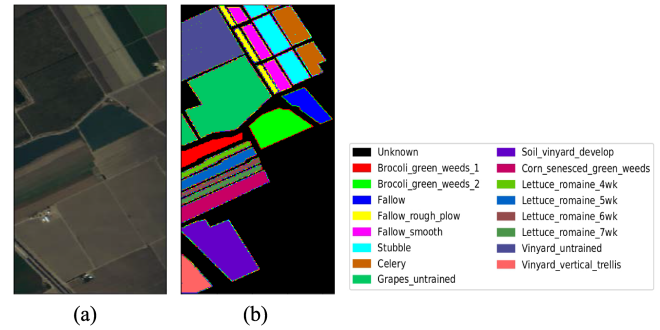 Unknown
Brocoli_green_weeds_1
Brocoli_green_weeds_2
Fallow
Fallow_rough_plow
Fallow_smooth
Stubble
Celery
Grapes_untrained
Soil_vinyard_develop
Corn_senesced_green_weeds
Lettuce_romaine_4wk
Lettuce_romaine_5wk
Lettuce_romaine_6wk
Lettuce_romaine_7wk
Vinyard_untrained
Vinyard_vertical_trellis
(a)
(b)